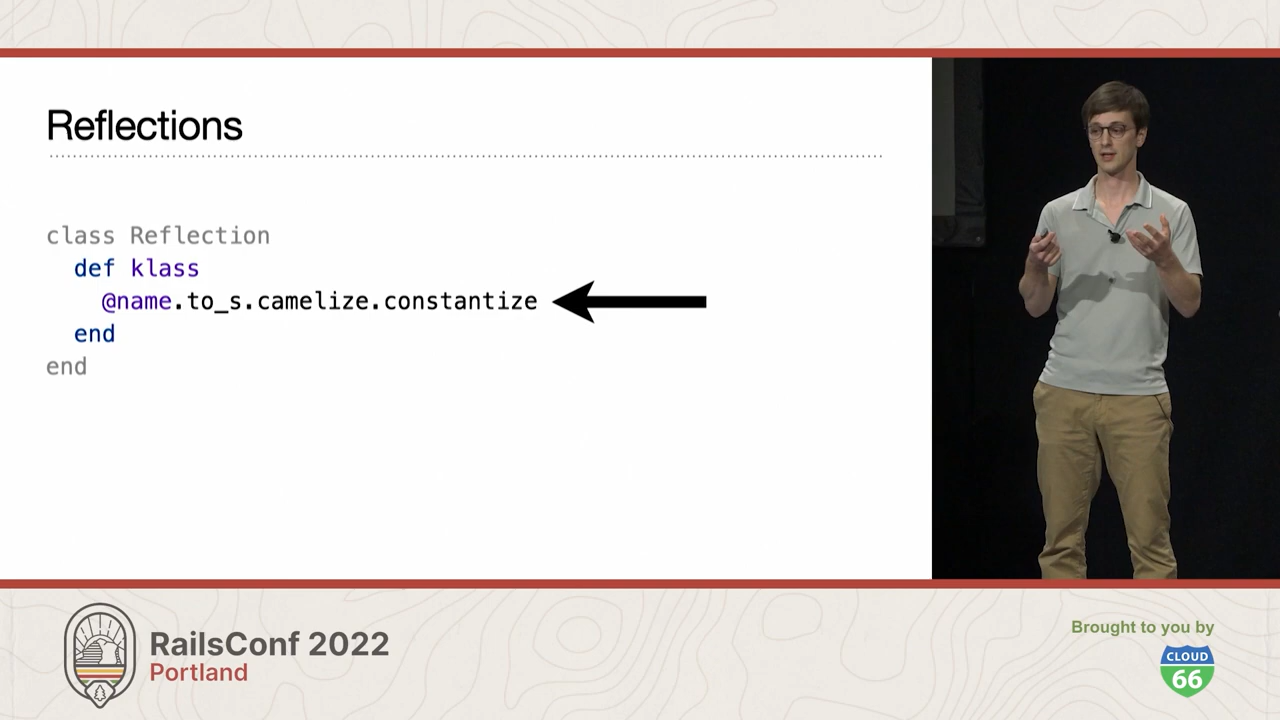 Reflections
class Reflection
  def klass
    @name.to_s.camelize.constantize
  end
end
RailsConf 2022
Portland
Brought to you by
CLOUD
66